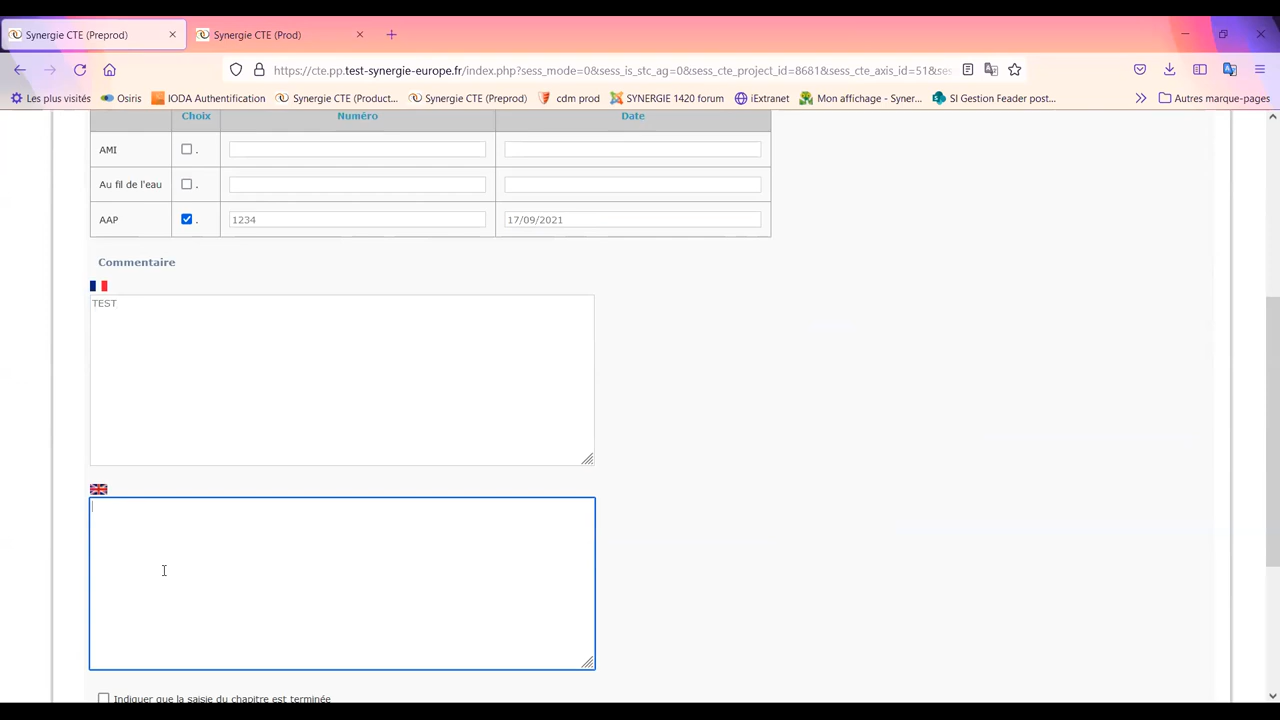 Synergie CTE (Preprod)
Synergie CTE (Prod)
https://cte.pp.test-synergie-europe.fr/index.php?sess_mode=0&sess_is_stc_ag=0&sess_cte_project_id=8681&sess_cte_axis_id=51&sess
Les plus visités
Osiris
IODA Authentification
Synergie CTE (Product...
Synergie CTE (Preprod)
cdm prod
SYNERGIE 1420 forum
iExtranet
Mon affichage - Syner...
SI Gestion Feader post...
Autres marque-pages
Choix Numéro Date
AMI .
Au fil de l'eau .
AAP . 1234 17/09/2021
Commentaire
TEST
Indiquer que la saisie du chapitre est terminée